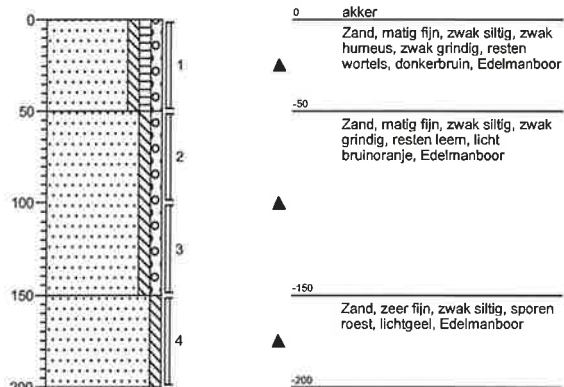 0
50
100
150
200
1
2
3
4
0 akker
Zand, matig fijn, zwak siltig, zwak
humeus, zwak grindig, resten
wortels, donkerbruin, Edelmanboor
-50
Zand, matig fijn, zwak siltig, zwak
grindig, resten leem, licht
bruinoranje, Edelmanboor
-150
Zand, zeer fijn, zwak siltig, sporen
roest, lichtgeel, Edelmanboor
-200